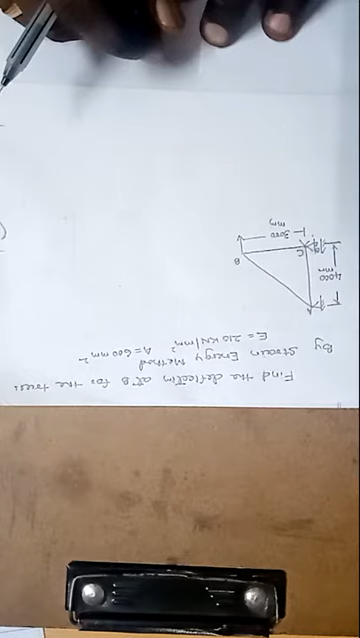 Find the deflection at B for the truss.
By Strain Energy Method
E = 210 KN/mm² A = 600 mm²
4000
mm
C
B
3000
mm